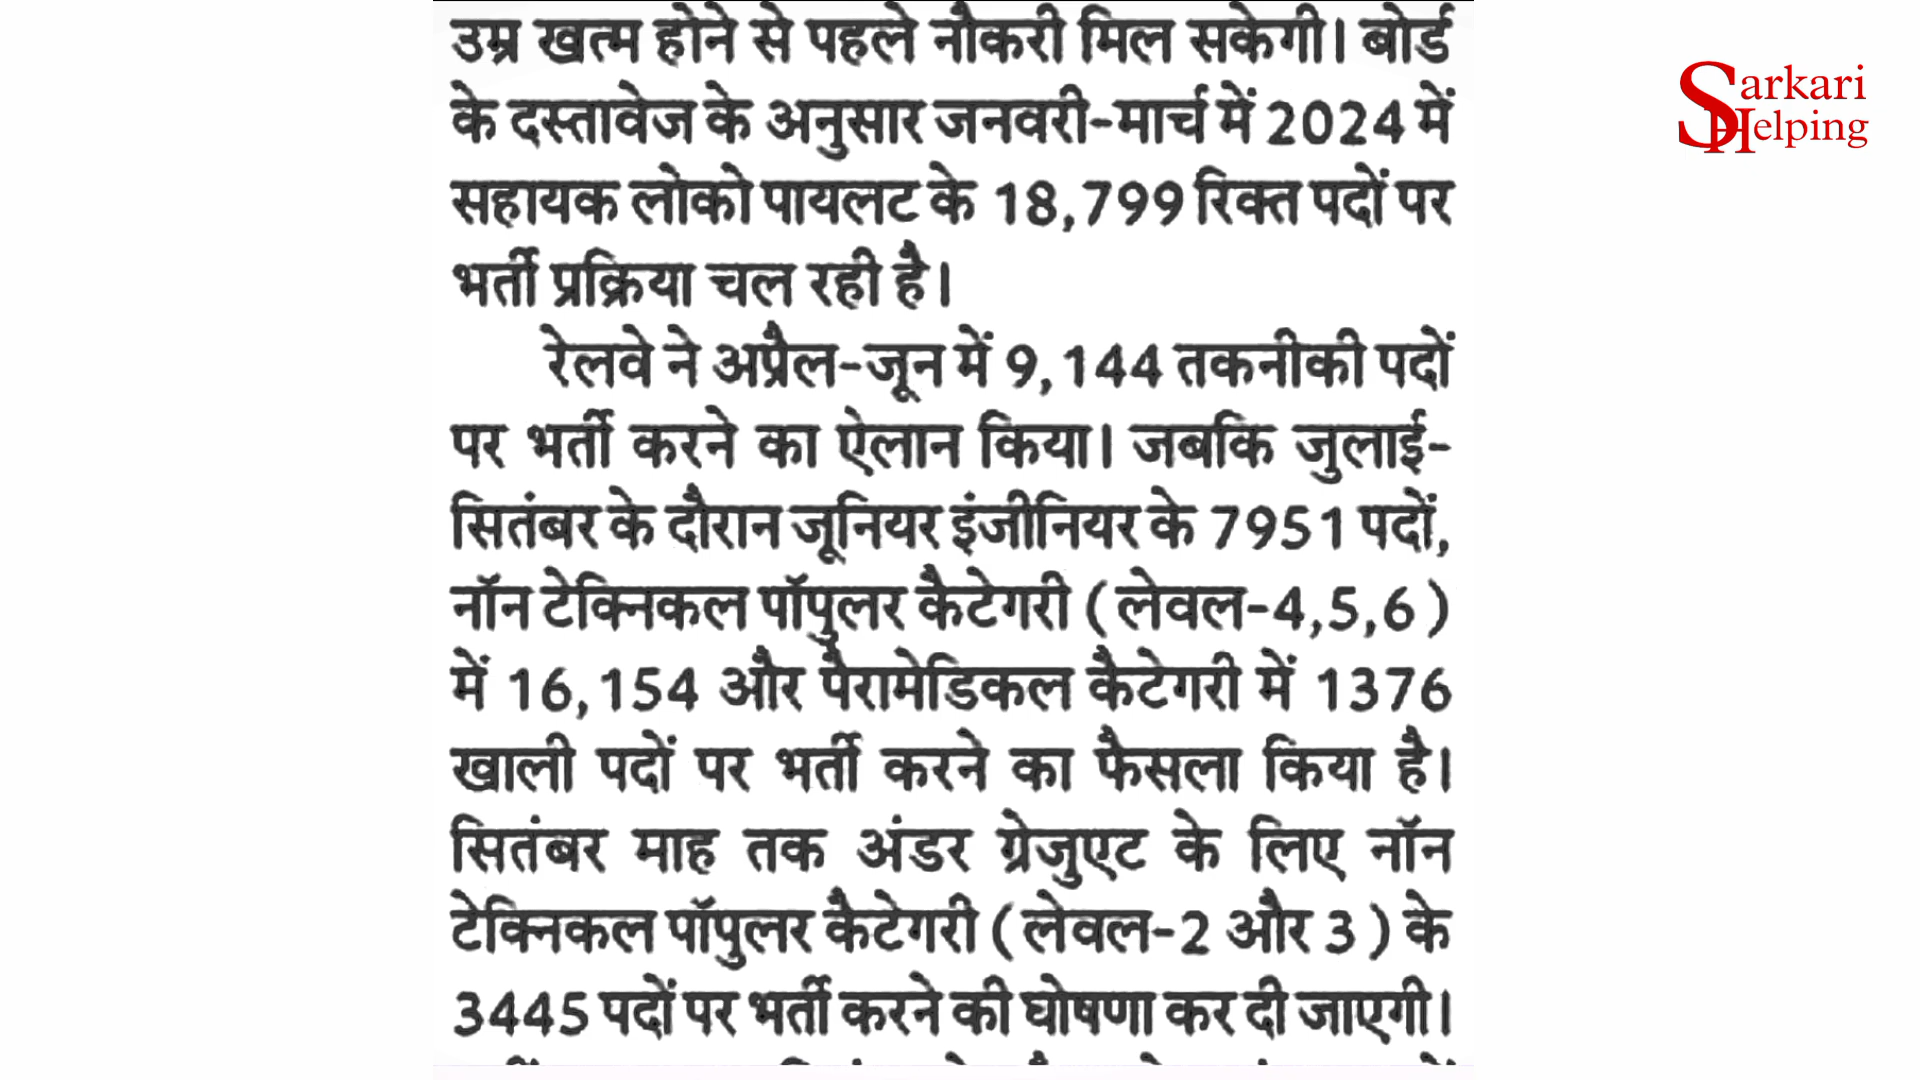 उम्र खत्म होने से पहले नौकरी मिल सकेगी। बोर्ड
के दस्तावेज के अनुसार जनवरी-मार्च में 2024 में
सहायक लोको पायलट के 18,799 रिक्त पदों पर
भर्ती प्रक्रिया चल रही है।
रेलवे ने अप्रैल-जून में 9,144 तकनीकी पदों
पर भर्ती करने का ऐलान किया। जबकि जुलाई-
सितंबर के दौरान जूनियर इंजीनियर के 7951 पदों,
नॉन टेक्निकल पॉपुलर कैटेगरी (लेवल-4,5,6)
में 16,154 और पैरामेडिकल कैटेगरी में 1376
खाली पदों पर भर्ती करने का फैसला किया है।
सितंबर माह तक अंडर ग्रेजुएट के लिए नॉन
टेक्निकल पॉपुलर कैटेगरी (लेवल-2 और 3) के
3445 पदों पर भर्ती करने की घोषणा कर दी जाएगी।
Sarkari
Helping